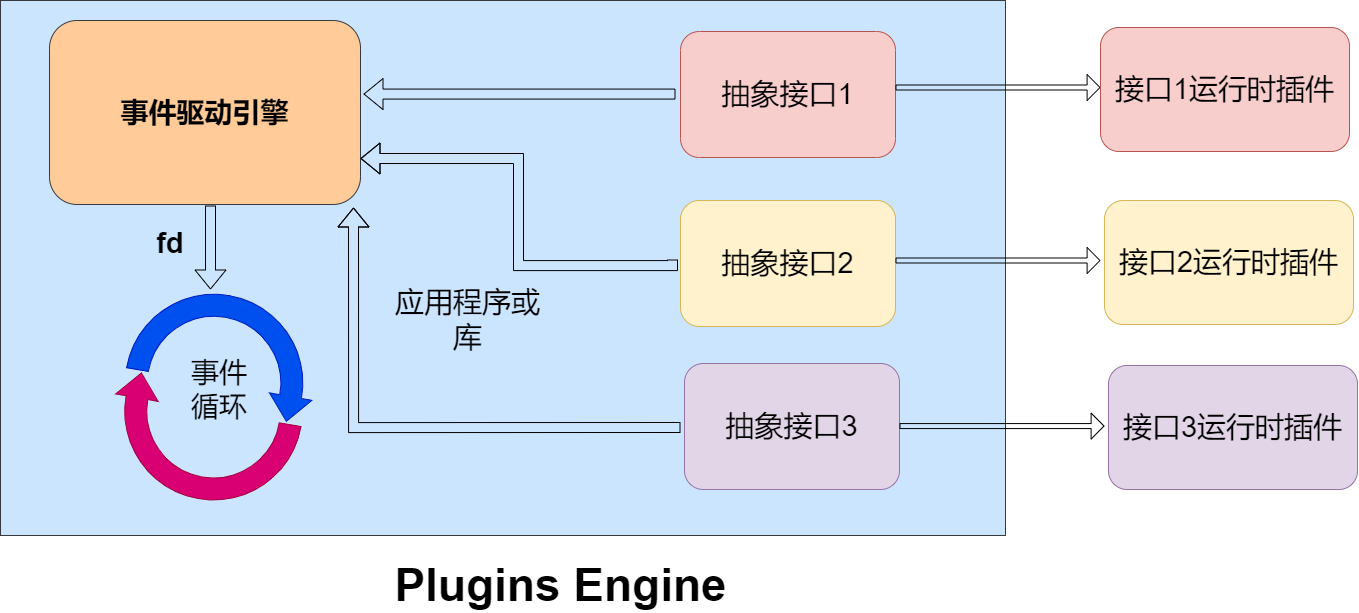 事件驱动引擎
抽象接口1
接口1运行时插件
fd
抽象接口2
接口2运行时插件
应用程序或
库
事件
循环
抽象接口3
接口3运行时插件
Plugins Engine